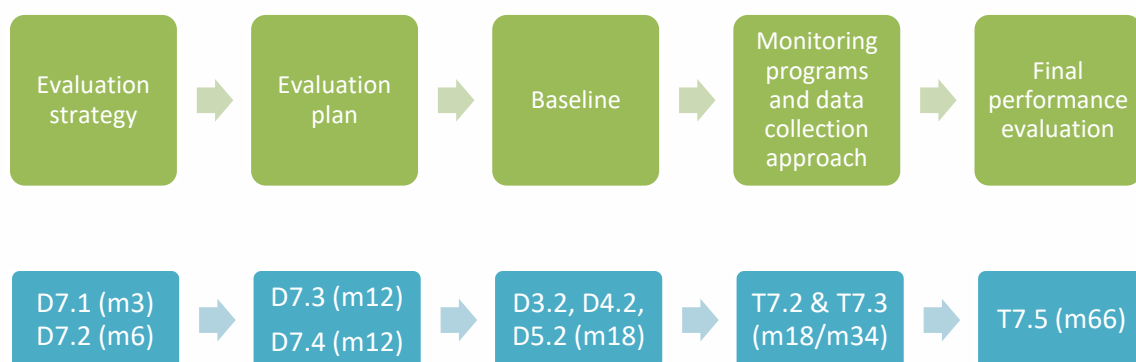 Evaluation
strategy
Evaluation
plan
Baseline
Monitoring
programs
and data
collection
approach
Final
performance
evaluation
D7.1 (m3)
D7.2 (m6)
D7.3 (m12)
D7.4 (m12)
D3.2, D4.2,
D5.2 (m18)
T7.2 & T7.3
(m18/m34)
T7.5 (m66)